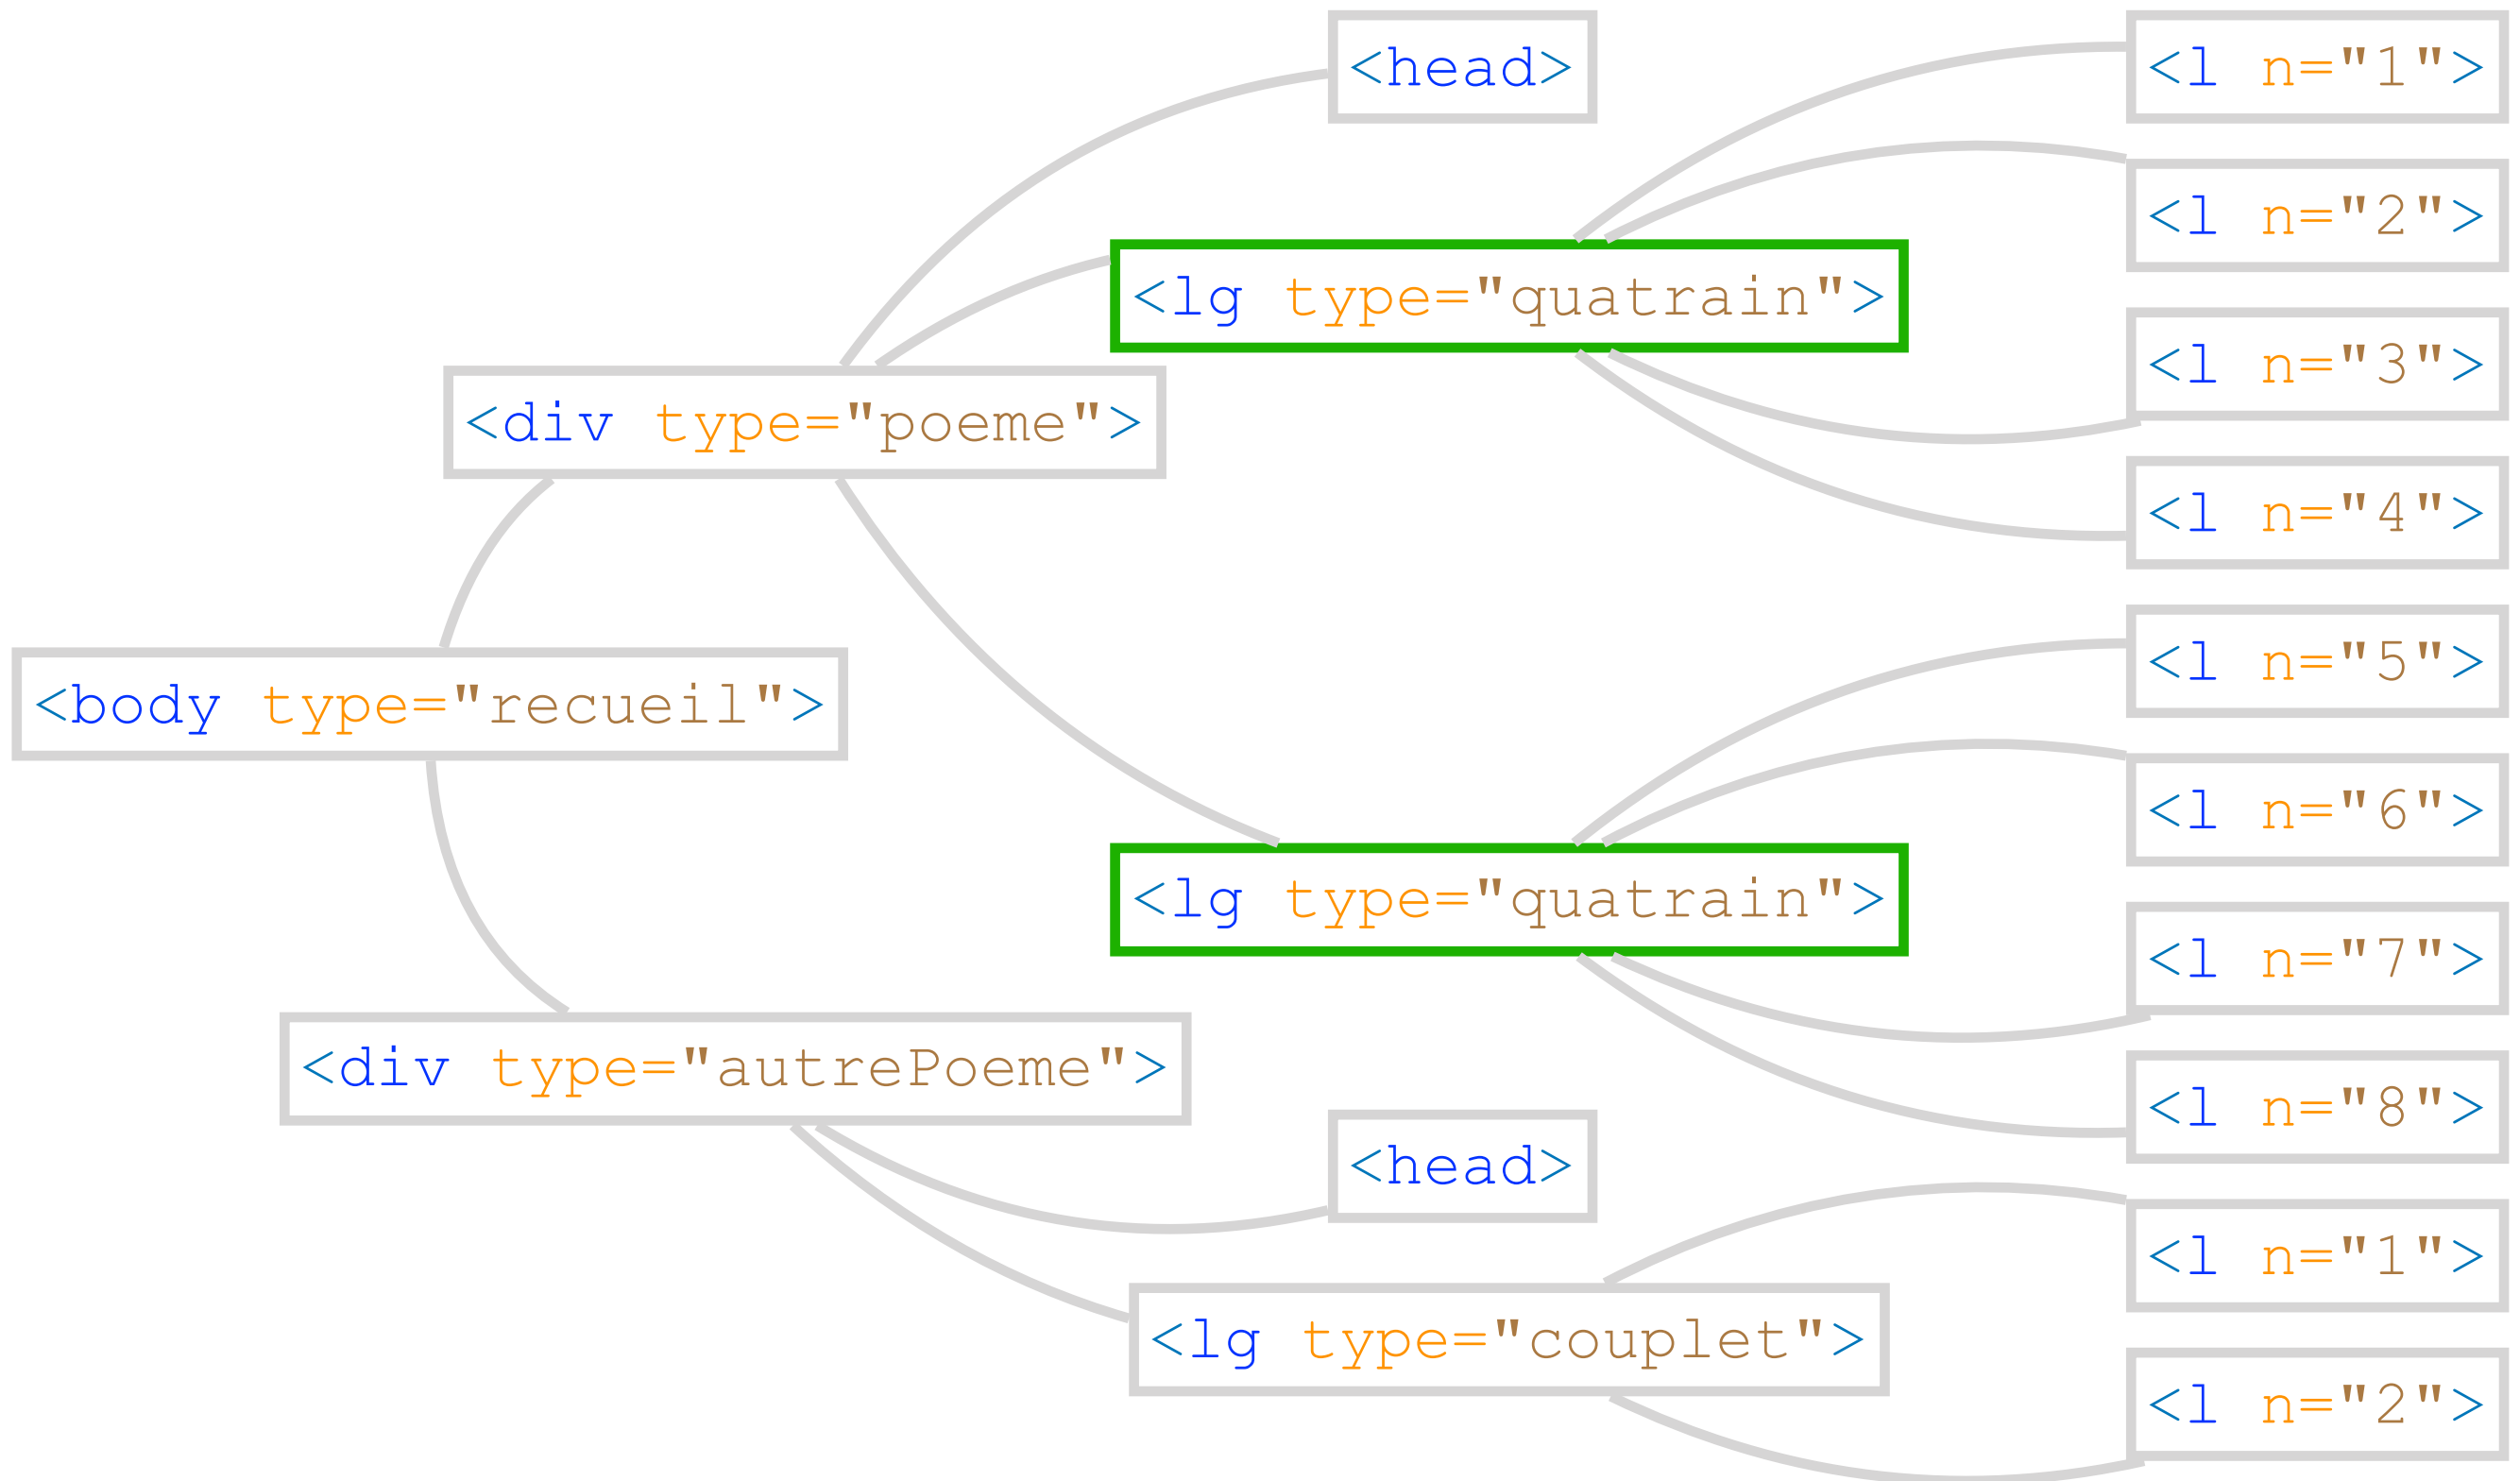 <head>
<l n="1">
<l n="2">
<lg type="quatrain">
<l n="3">
<div type="poeme">
<l n="4">
<l n="5">
<body type="recueil">
<l n="6">
<lg type="quatrain">
<l n="7">
<div type="autrePoeme">
<l n="8">
<head>
<l n="1">
<lg type="couplet">
<l n="2">